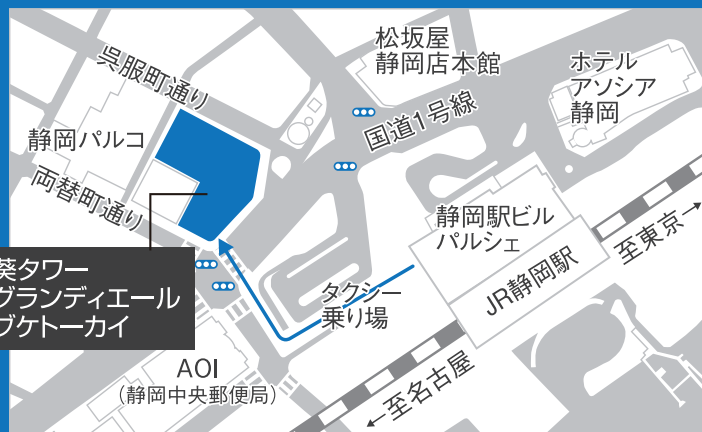 松坂屋
静岡店本館
ホテル
アソシア
静岡
呉服町通り
国道1号線
静岡パルコ
両替町通り
静岡駅ビル
パルシェ
至東京→
JR静岡駅
葵タワー
グランディエール
ブケトーカイ
タクシー
乗り場
AOI
（静岡中央郵便局）
←至名古屋